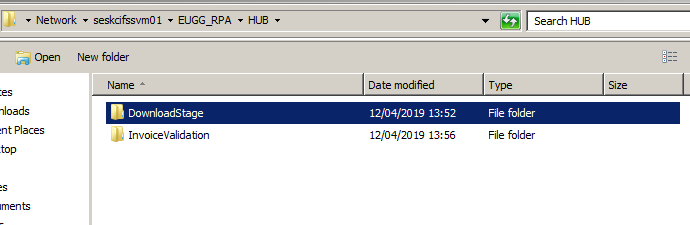 Network seskcifssvm01 EUGG_RPA HUB Search HUB
Open New folder
Name Date modified Type Size
DownloadStage 12/04/2019 13:52 File folder
InvoiceValidation 12/04/2019 13:56 File folder
tes
nloads
ent Places
top
es
uments